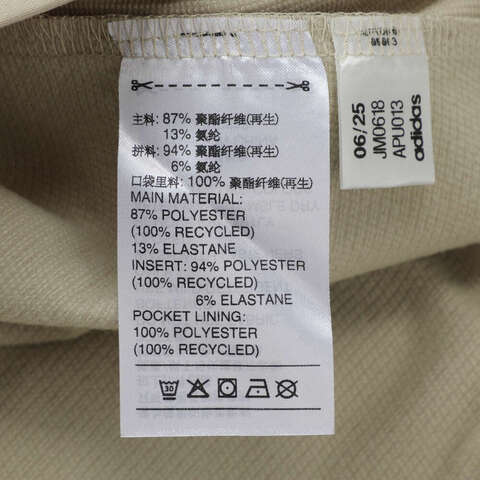 主料: 87% 聚酯纤维(再生)
13% 氨纶
拼料: 94% 聚酯纤维(再生)
6% 氨纶
口袋里料: 100% 聚酯纤维(再生)
MAIN MATERIAL:
87% POLYESTER
(100% RECYCLED)
13% ELASTANE
INSERT: 94% POLYESTER
(100% RECYCLED)
6% ELASTANE
POCKET LINING:
100% POLYESTER
(100% RECYCLED)
30
06/25
JM0618
APU013
adidas